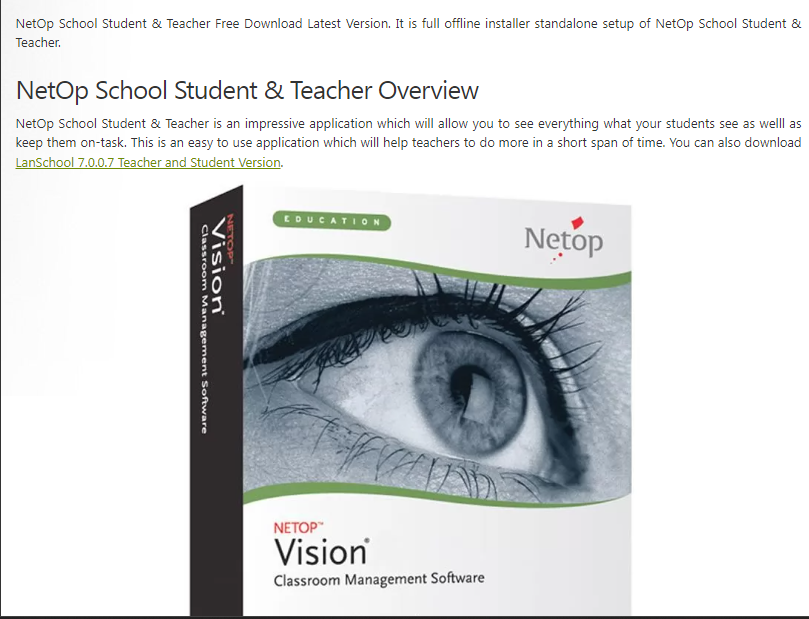 NetOp School Student & Teacher Free Download Latest Version. It is full offline installer standalone setup of NetOp School Student &
Teacher.
NetOp School Student & Teacher Overview
NetOp School Student & Teacher is an impressive application which will allow you to see everything what your students see as welll as
keep them on-task. This is an easy to use application which will help teachers to do more in a short span of time. You can also download
LanSchool 7.0.0.7 Teacher and Student Version.
EDUCATION
Netop
NETOP™
Vision®
Classroom Management Software
NETOP™
Vision®
Classroom Management Software